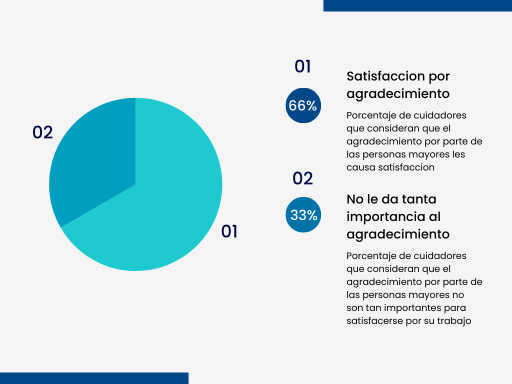 02
01
01
66%
Satisfaccion por
agradecimiento
Porcentaje de cuidadores
que consideran que el
agradecimiento por parte de
las personas mayores les
causa satisfaccion
02
33%
No le da tanta
importancia al
agradecimiento
Porcentaje de cuidadores
que consideran que el
agradecimiento por parte de
las personas mayores no
son tan importantes para
satisfacerse por su trabajo